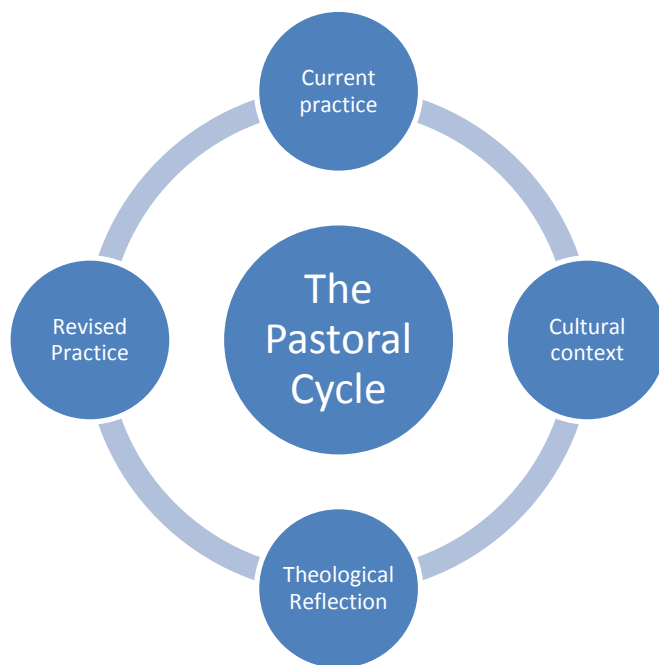 Current
practice
The
Pastoral
Cycle
Revised
Practice
Cultural
context
Theological
Reflection